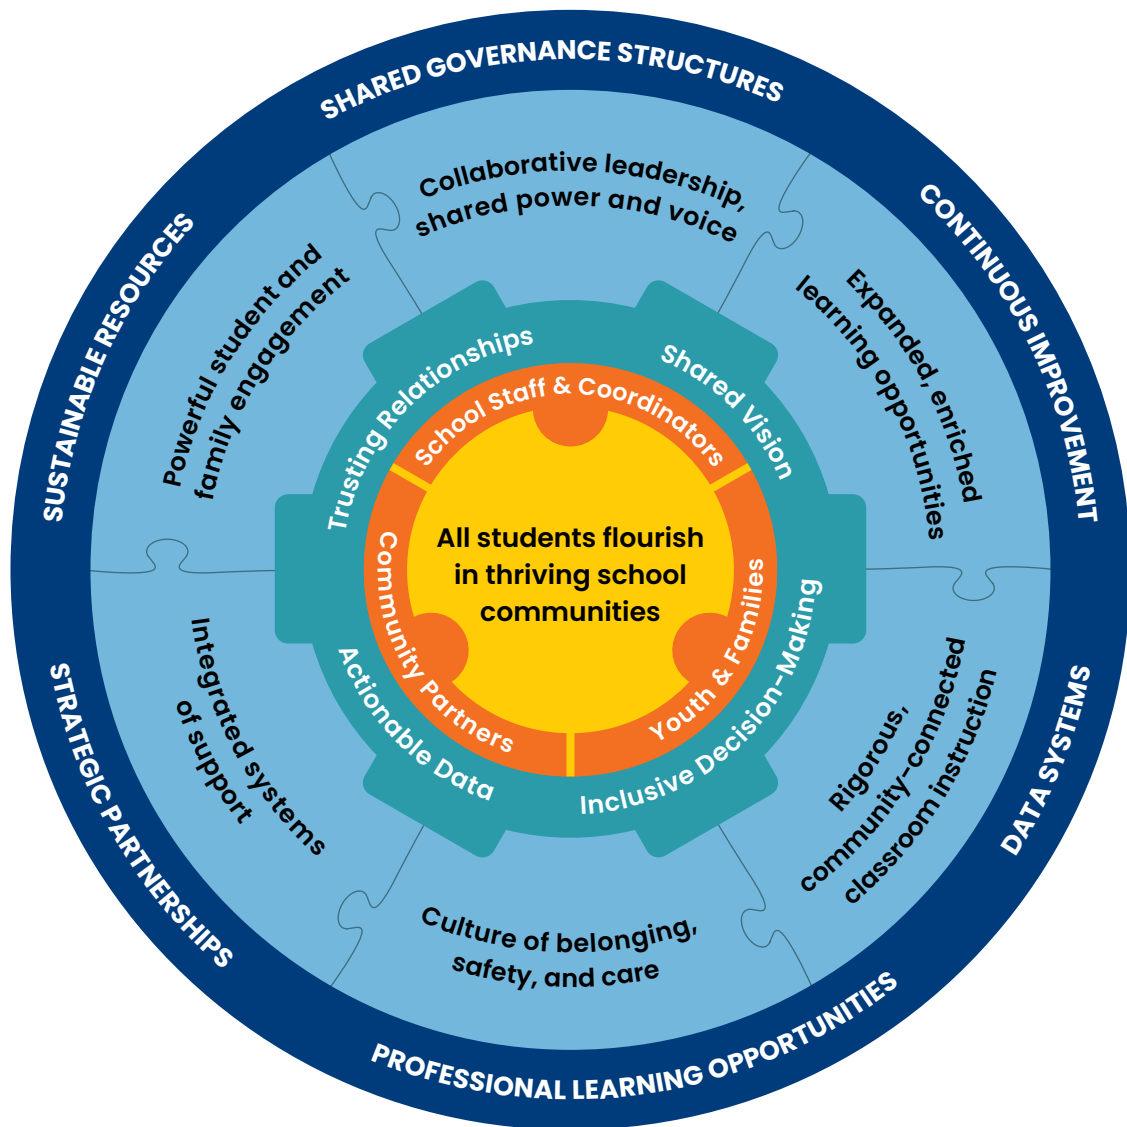 SHARED GOVERNANCE STRUCTURES
CONTINUOUS IMPROVEMENT
DATA SYSTEMS
PROFESSIONAL LEARNING OPPORTUNITIES
STRATEGIC PARTNERSHIPS
SUSTAINABLE RESOURCES
Collaborative leadership,
shared power and voice
Expanded, enriched
learning opportunities
Rigorous,
community-connected
classroom instruction
Culture of belonging,
safety, and care
Integrated systems
of support
Powerful student and
family engagement
Trusting Relationships
Shared Vision
Inclusive Decision-Making
Actionable Data
School Staff & Coordinators
Youth & Families
Community Partners
All students flourish
in thriving school
communities